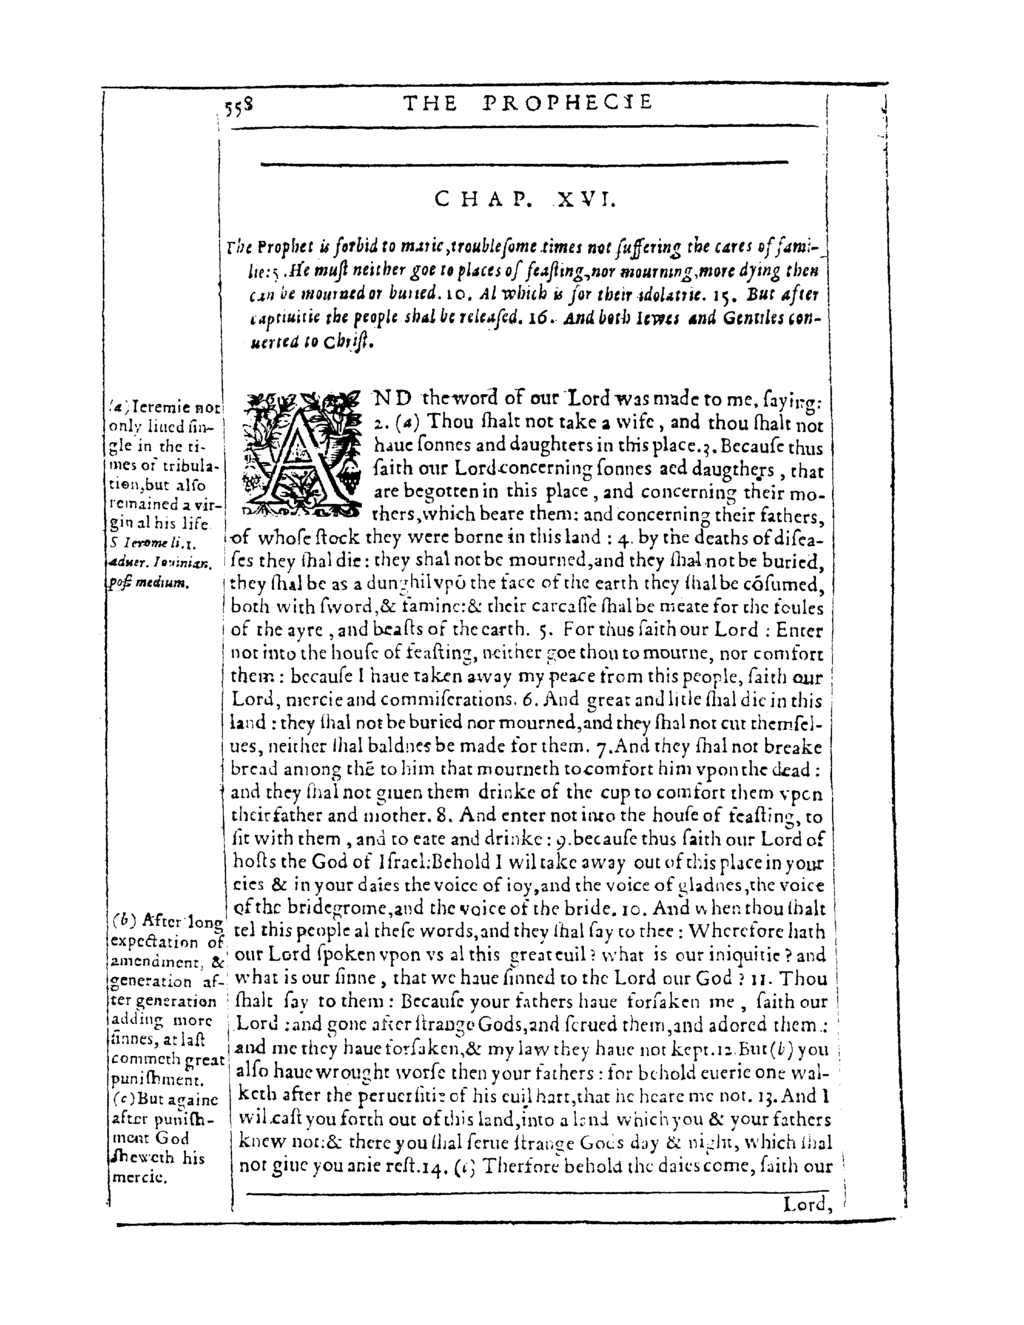 558 THE PROPHECIE
CHAP. XVI.
The Prophet is forbid to marie, troublesome times not suffering the cares of fami-
lie: 5. He must neither goe to places of feasting, nor mourning, more dying then
can be mourned or buried. 10. Al which is for their idolatrie. 15. But after
captiuitie the people shal be released. 16. And both Iewes and Gentiles con-
uerted to Christ.
AND the word of our Lord was made to me, saying:
2. (a) Thou ſhalt not take a wife, and thou ſhalt not
haue ſonnes and daughters in this place. 3. Becauſe thus
ſaith our Lord concerning ſonnes aed daugthers, that
are begotten in this place, and concerning their mo-
thers, which beare them: and concerning their fathers,
of whoſe ſtock they were borne in this land: 4. by the deaths of diſea-
ſes they ſhal die: they shal not be mourned, and they ſhal not be buried,
they ſhal be as a dunghil vpō the face of the earth they ſhal be cōſumed,
both with ſword, & famine: & their carcaſſe ſhal be meate for the foules
of the ayre, and beaſts of the earth. 5. For thus ſaith our Lord: Enter
not into the houſe of feaſting, neither goe thou to mourne, nor comfort
them: becauſe I haue taken away my peace from this people, ſaith our
Lord, mercie and commiſerations. 6. And great and litle ſhal die in this
land: they ſhal not be buried nor mourned, and they ſhal not cut themſel-
ues, neither ſhal baldnes be made for them. 7. And they ſhal not breake
bread among thē to him that mourneth to comfort him vpon the dead:
and they ſhal not giuen them drinke of the cup to comfort them vpon
their father and mother. 8. And enter not into the houſe of feaſting, to
ſit with them, and to eate and drinke: 9. becauſe thus ſaith our Lord of
hoſts the God of Iſrael: Behold I wil take away out of this place in your
eies & in your daies the voice of ioy, and the voice of gladnes, the voice
of the bridegrome, and the voice of the bride. 10. And when thou ſhalt
tel this people al theſe words, and they ſhal ſay to thee: Wherefore hath
our Lord ſpoken vpon vs al this great euil? what is our iniquitie? and
what is our ſinne, that we haue ſinned to the Lord our God? 11. Thou
ſhalt ſay to them: Becauſe your fathers haue forſaken me, ſaith our
Lord: and gone after ſtrange Gods, and ſerued them, and adored them:
and me they haue forſaken, & my law they haue not kept. 12. But (b) you
alſo haue wrought worſe then your fathers: for behold euerie one wal-
keth after the peruerſitie of his euil hart, that he heare me not. 13. And I
wil caſt you forth out of this land, into a land which you & your fathers
knew not: & there you ſhal ſerue ſtrange Gods day & night, which ſhal
not giue you anie reſt. 14. (c) Therfore behold the daies come, ſaith our
Lord,
(a) Ieremie not
only liued ſin-
gle in the ti-
mes of tribula-
tion, but alſo
remained a vir-
gin al his life.
S Ierome li. 1.
aduer. Iouinian.
poſt medium.
(b) After long
expectation of
amendment, &
generation af-
ter generation
adding more
ſinnes, at laſt
commeth great
puniſhment.
(c) But againe
after puniſh-
ment God
ſheweth his
mercie.